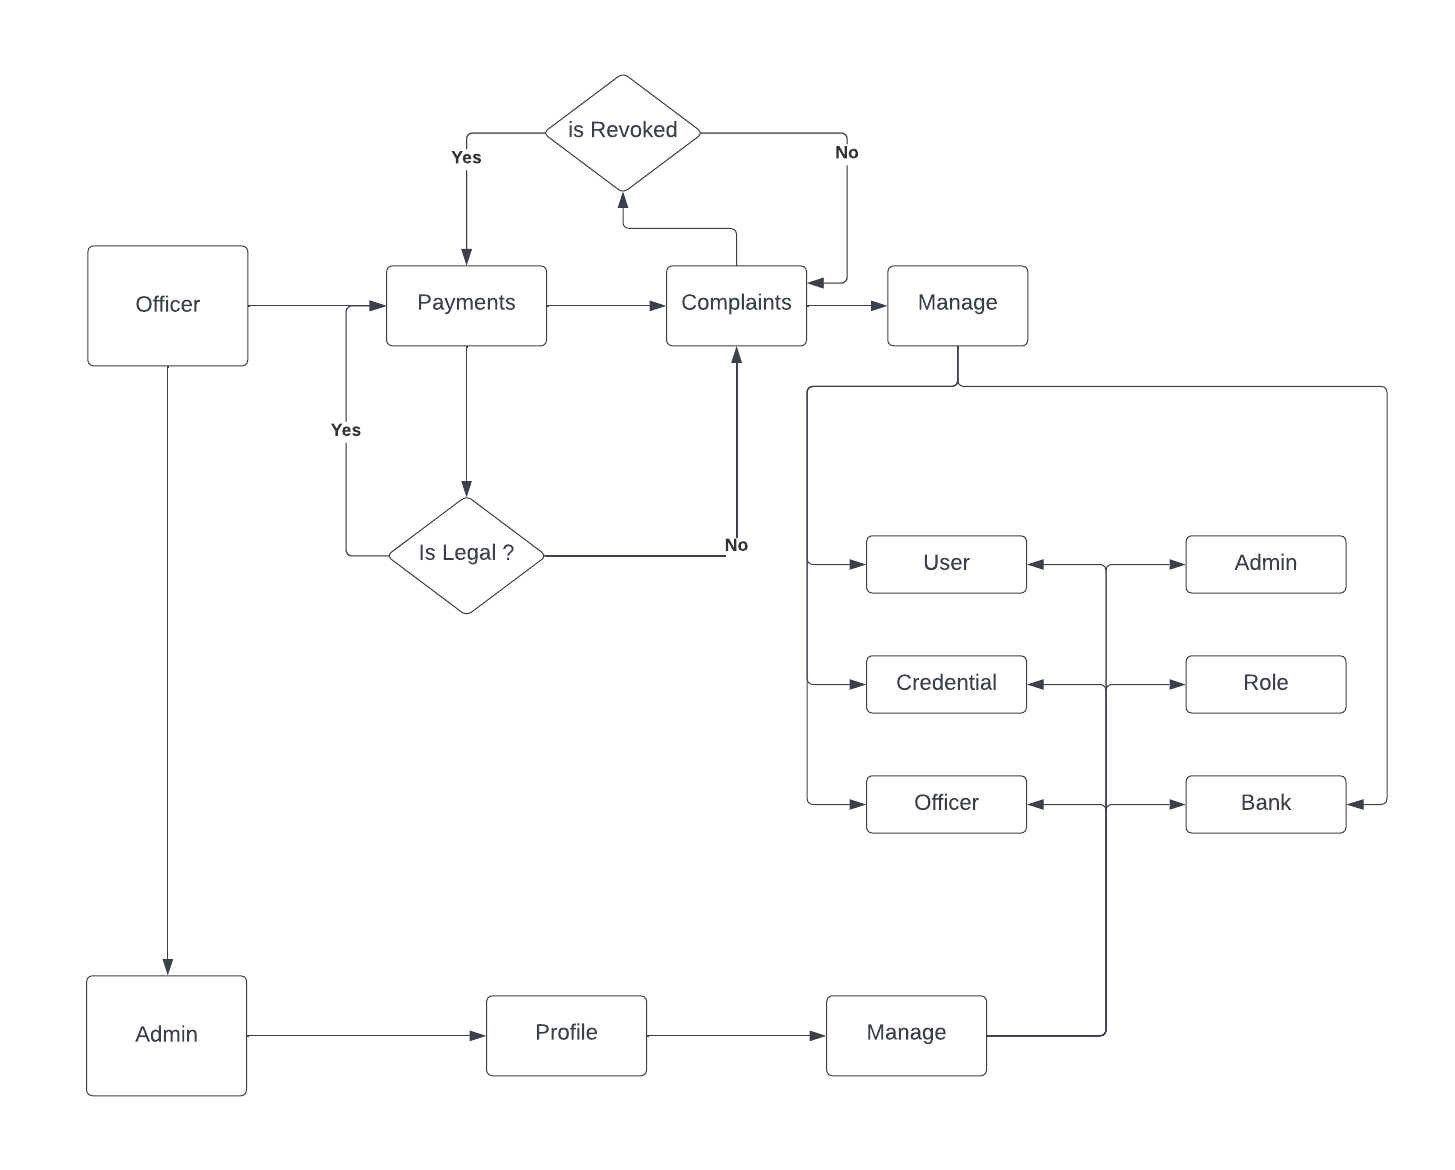 is Revoked
Yes
No
Officer
Payments
Complaints
Manage
Yes
Is Legal ?
No
User
Admin
Credential
Role
Officer
Bank
Admin
Profile
Manage